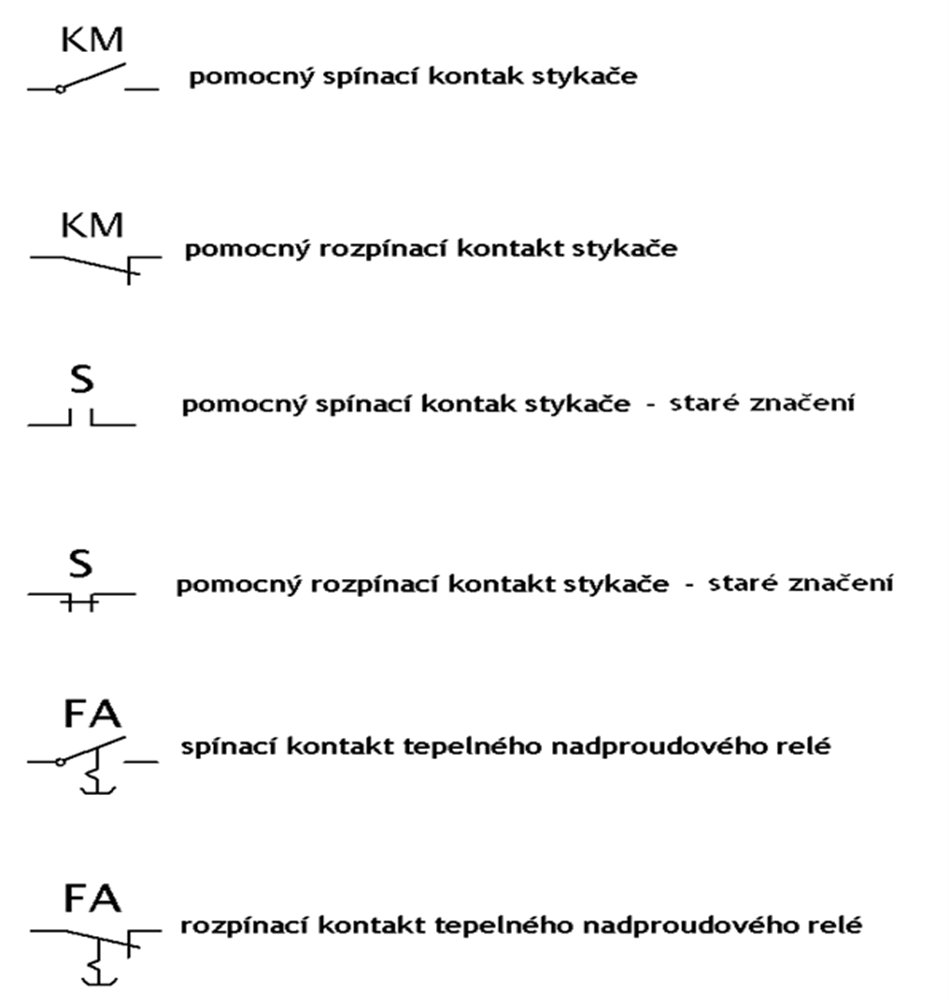 KM
pomocný spínací kontak stykače
KM
pomocný rozpínací kontakt stykače
S
pomocný spínací kontak stykače - staré značení
S
pomocný rozpínací kontakt stykače - staré značení
FA
spínací kontakt tepelného nadproudového relé
FA
rozpínací kontakt tepelného nadproudového relé